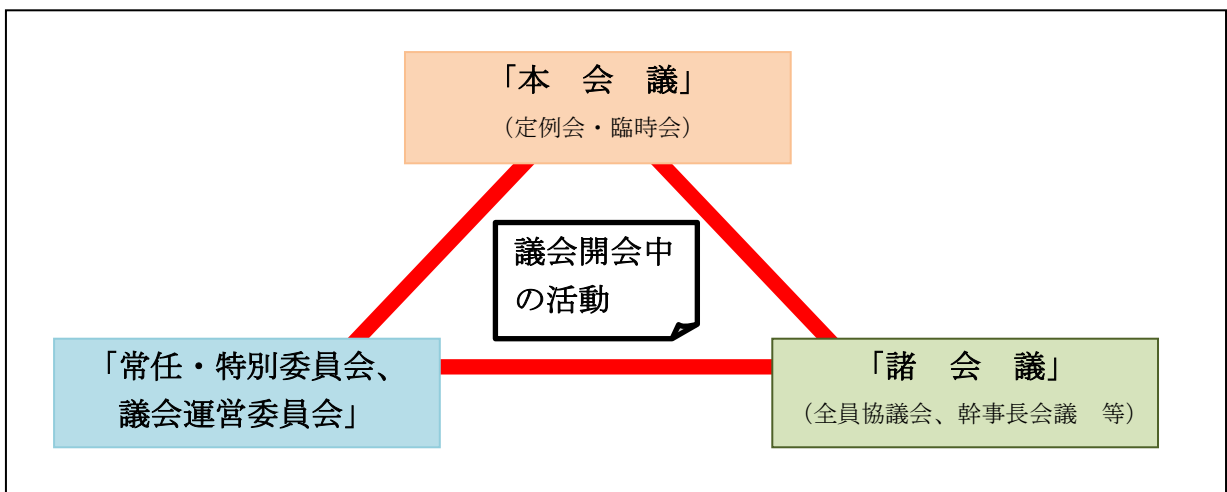 「本　会　議」
（定例会・臨時会）
議会開会中
の活動
「常任・特別委員会、
議会運営委員会」
「諸　会　議」
（全員協議会、幹事長会議　等）